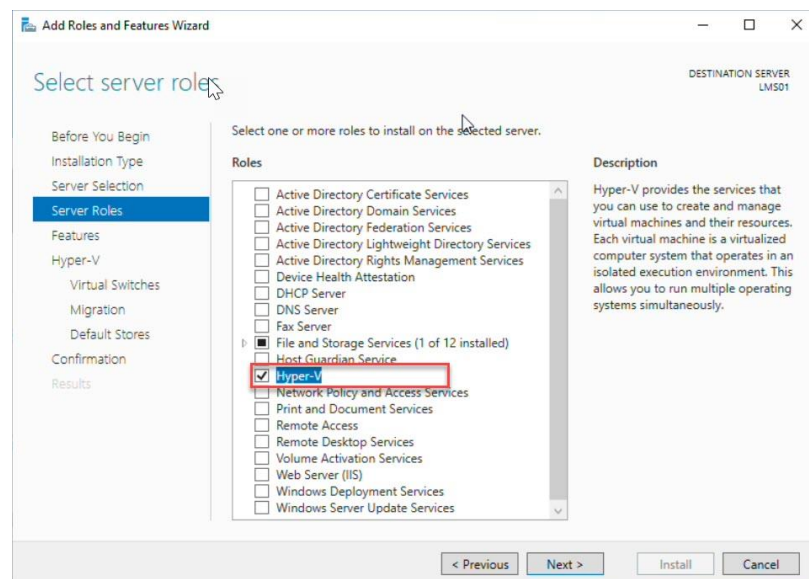 Add Roles and Features Wizard
Select server roles
DESTINATION SERVER
LMS01
Before You Begin
Installation Type
Server Selection
Server Roles
Features
Hyper-V
Virtual Switches
Migration
Default Stores
Confirmation
Results
Select one or more roles to install on the selected server.
Roles
Active Directory Certificate Services
Active Directory Domain Services
Active Directory Federation Services
Active Directory Lightweight Directory Services
Active Directory Rights Management Services
Device Health Attestation
DHCP Server
DNS Server
Fax Server
File and Storage Services (1 of 12 installed)
Host Guardian Service
Hyper-V
Network Policy and Access Services
Print and Document Services
Remote Access
Remote Desktop Services
Volume Activation Services
Web Server (IIS)
Windows Deployment Services
Windows Server Update Services
Description
Hyper-V provides the services that
you can use to create and manage
virtual machines and their resources.
Each virtual machine is a virtualized
computer system that operates in an
isolated execution environment. This
allows you to run multiple operating
systems simultaneously.
< Previous
Next >
Install
Cancel